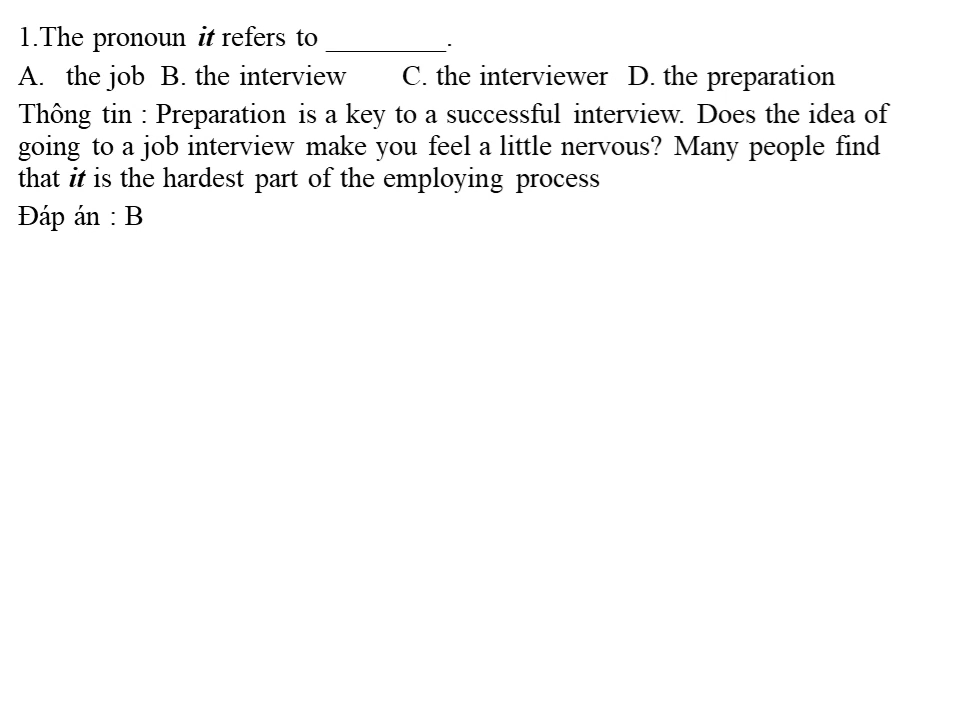 1.The pronoun it refers to _________.
A. the job B. the interview C. the interviewer D. the preparation
Thông tin : Preparation is a key to a successful interview. Does the idea of
going to a job interview make you feel a little nervous? Many people find
that it is the hardest part of the employing process
Đáp án : B